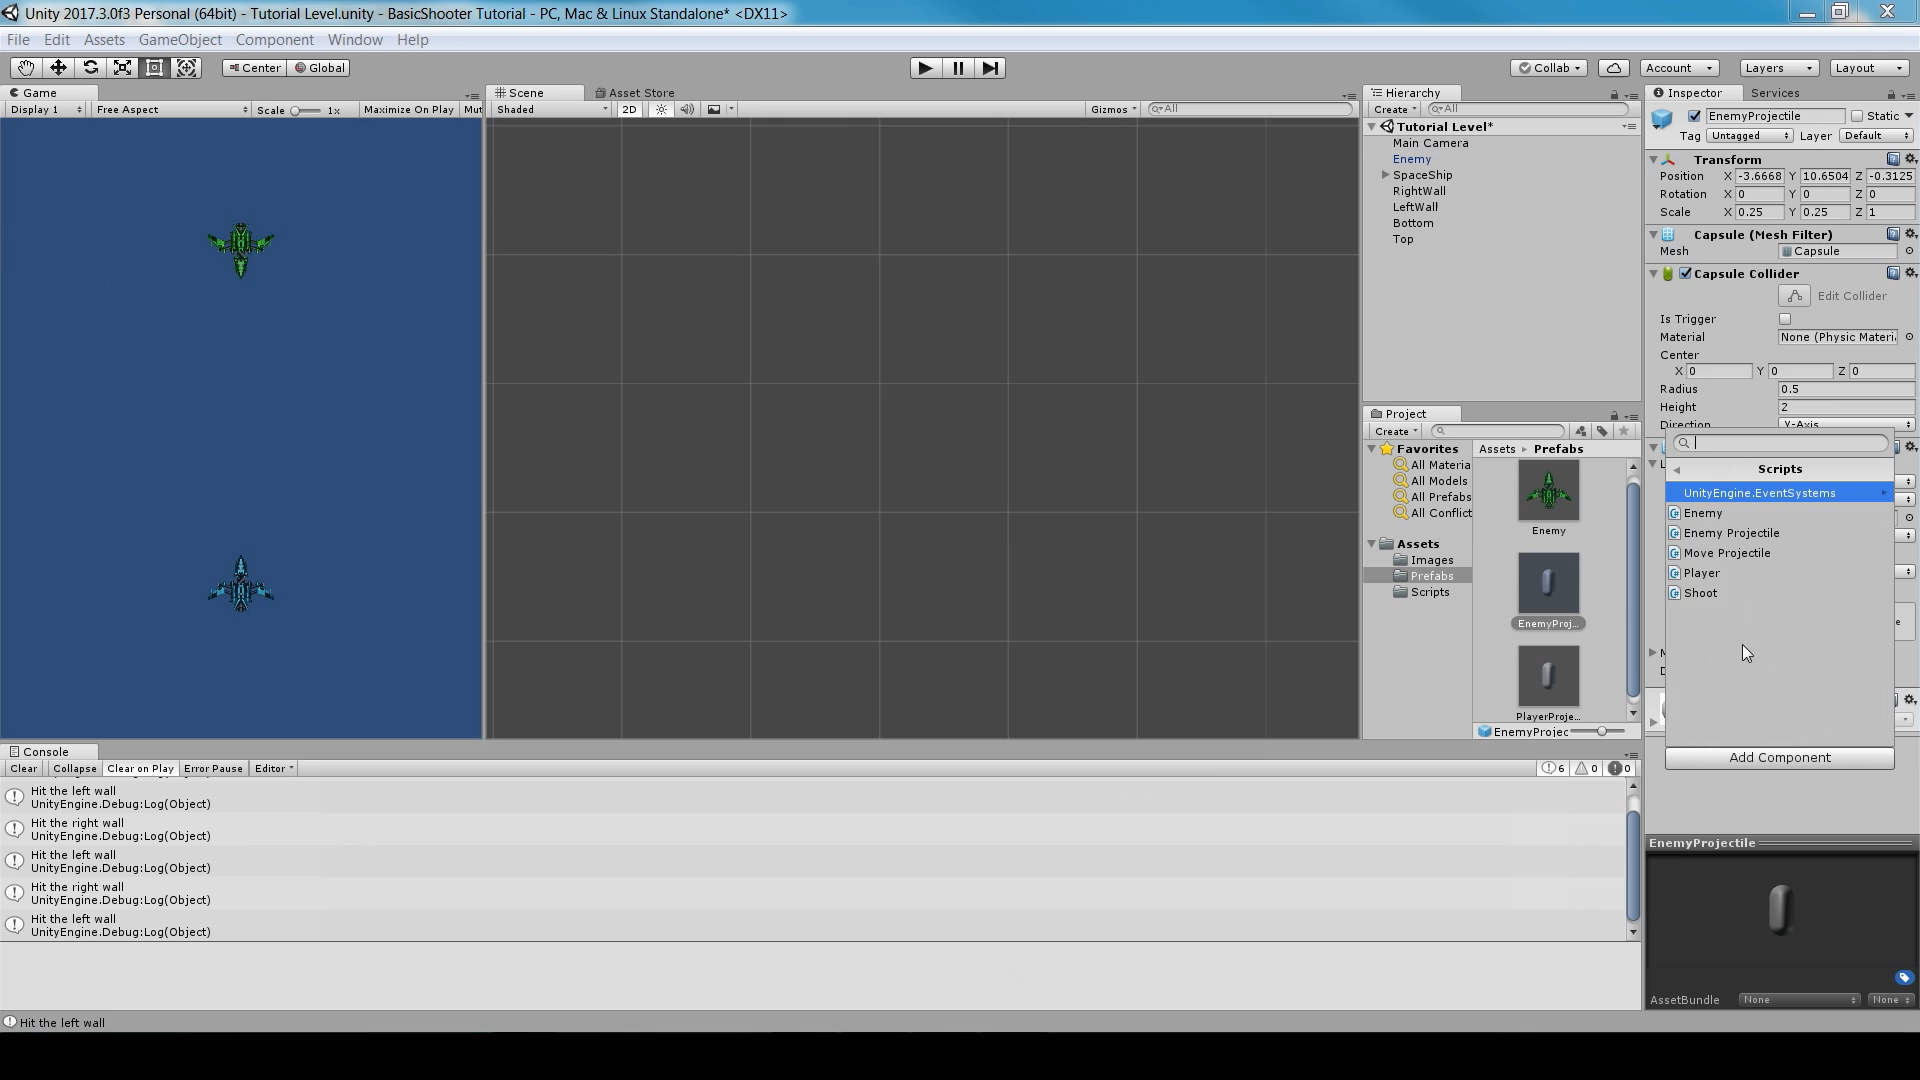 Unity 2017.3.0f3 Personal (64bit) - Tutorial Level.unity - BasicShooter Tutorial - PC, Mac & Linux Standalone* <DX11>
File Edit Assets GameObject Component Window Help
Center Global Collab Account Layers Layout
Game
Display 1 Free Aspect Scale 1x Maximize On Play Mut
Scene Asset Store
Shaded 2D Gizmos All
Hierarchy
Create All
Tutorial Level*
Main Camera
Enemy
SpaceShip
RightWall
LeftWall
Bottom
Top
Project
Create
Favorites
All Materia
All Models
All Prefabs
All Conflict
Assets
Images
Prefabs
Scripts
Assets Prefabs
Enemy
EnemyProj...
PlayerProje...
EnemyProjec
Inspector Services
EnemyProjectile Static
Tag Untagged Layer Default
Transform
Position X -3.6668 Y 10.6504 Z -0.3125
Rotation X 0 Y 0 Z 0
Scale X 0.25 Y 0.25 Z 1
Capsule (Mesh Filter)
Mesh Capsule
Capsule Collider
Edit Collider
Is Trigger
Material None (Physic Materi
Center
X 0 Y 0 Z 0
Radius 0.5
Height 2
Direction Y-Axis
Scripts
UnityEngine.EventSystems
Enemy
Enemy Projectile
Move Projectile
Player
Shoot
Add Component
EnemyProjectile
AssetBundle None None
Console
Clear Collapse Clear on Play Error Pause Editor 6 0 0
Hit the left wall
UnityEngine.Debug:Log(Object)
Hit the right wall
UnityEngine.Debug:Log(Object)
Hit the left wall
UnityEngine.Debug:Log(Object)
Hit the right wall
UnityEngine.Debug:Log(Object)
Hit the left wall
UnityEngine.Debug:Log(Object)
Hit the left wall